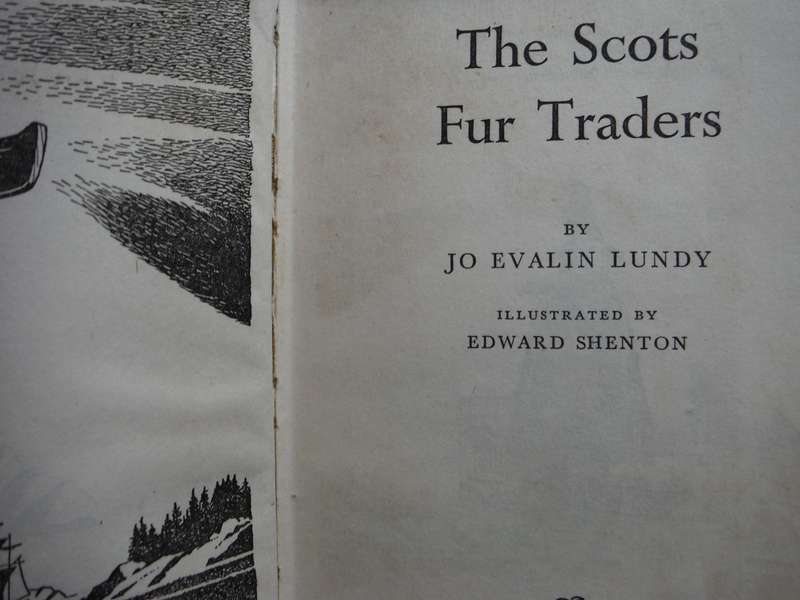 The Scots
Fur Traders
BY
JO EVALIN LUNDY
ILLUSTRATED BY
EDWARD SHENTON